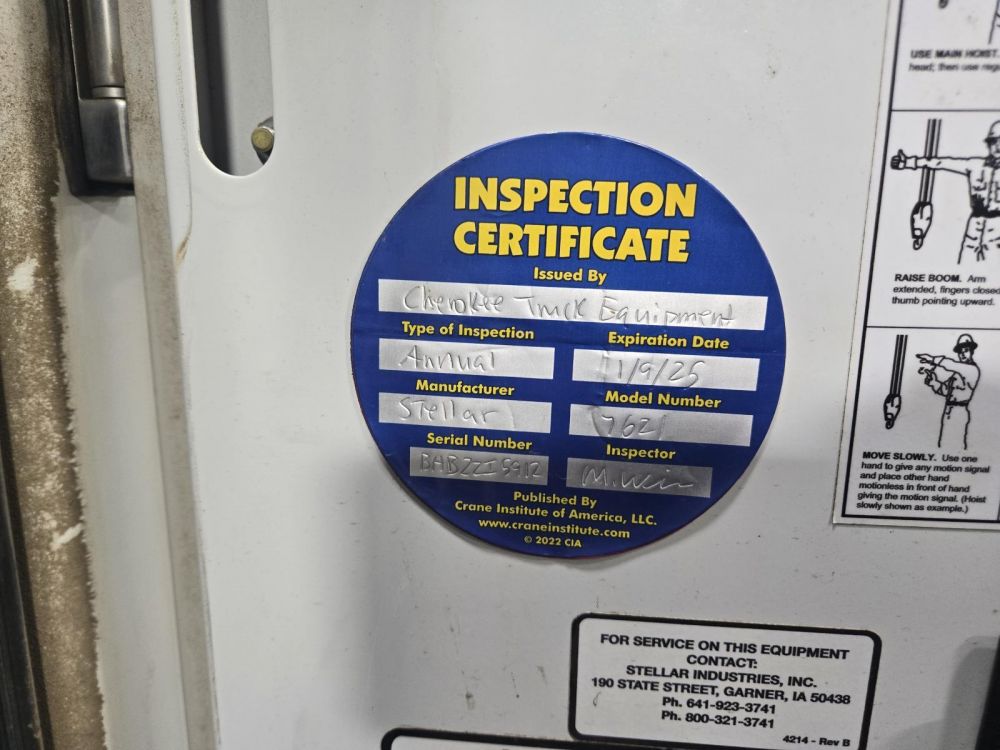 INSPECTION
CERTIFICATE
Issued By
Cherokee Truck Equipment
Type of Inspection
Expiration Date
Annual
11/9/25
Manufacturer
Model Number
Stellar
7621
Serial Number
Inspector
Published By
Crane Institute of America, LLC.
www.craneinstitute.com
© 2022 CIA
USE MAIN HOIST.
head; then use
RAISE BOOM. Arm
extended, fingers closed
thumb pointing upward.
MOVE SLOWLY. Use one
hand to give any motion signal
and place other hand
motionless in front of hand
giving the motion signal. (Hoist
slowly shown as example.)
FOR SERVICE ON THIS EQUIPMENT
CONTACT:
STELLAR INDUSTRIES, INC.
190 STATE STREET, GARNER, IA 50438
Ph. 641-923-3741
Ph. 800-321-3741
4214 - Rev B